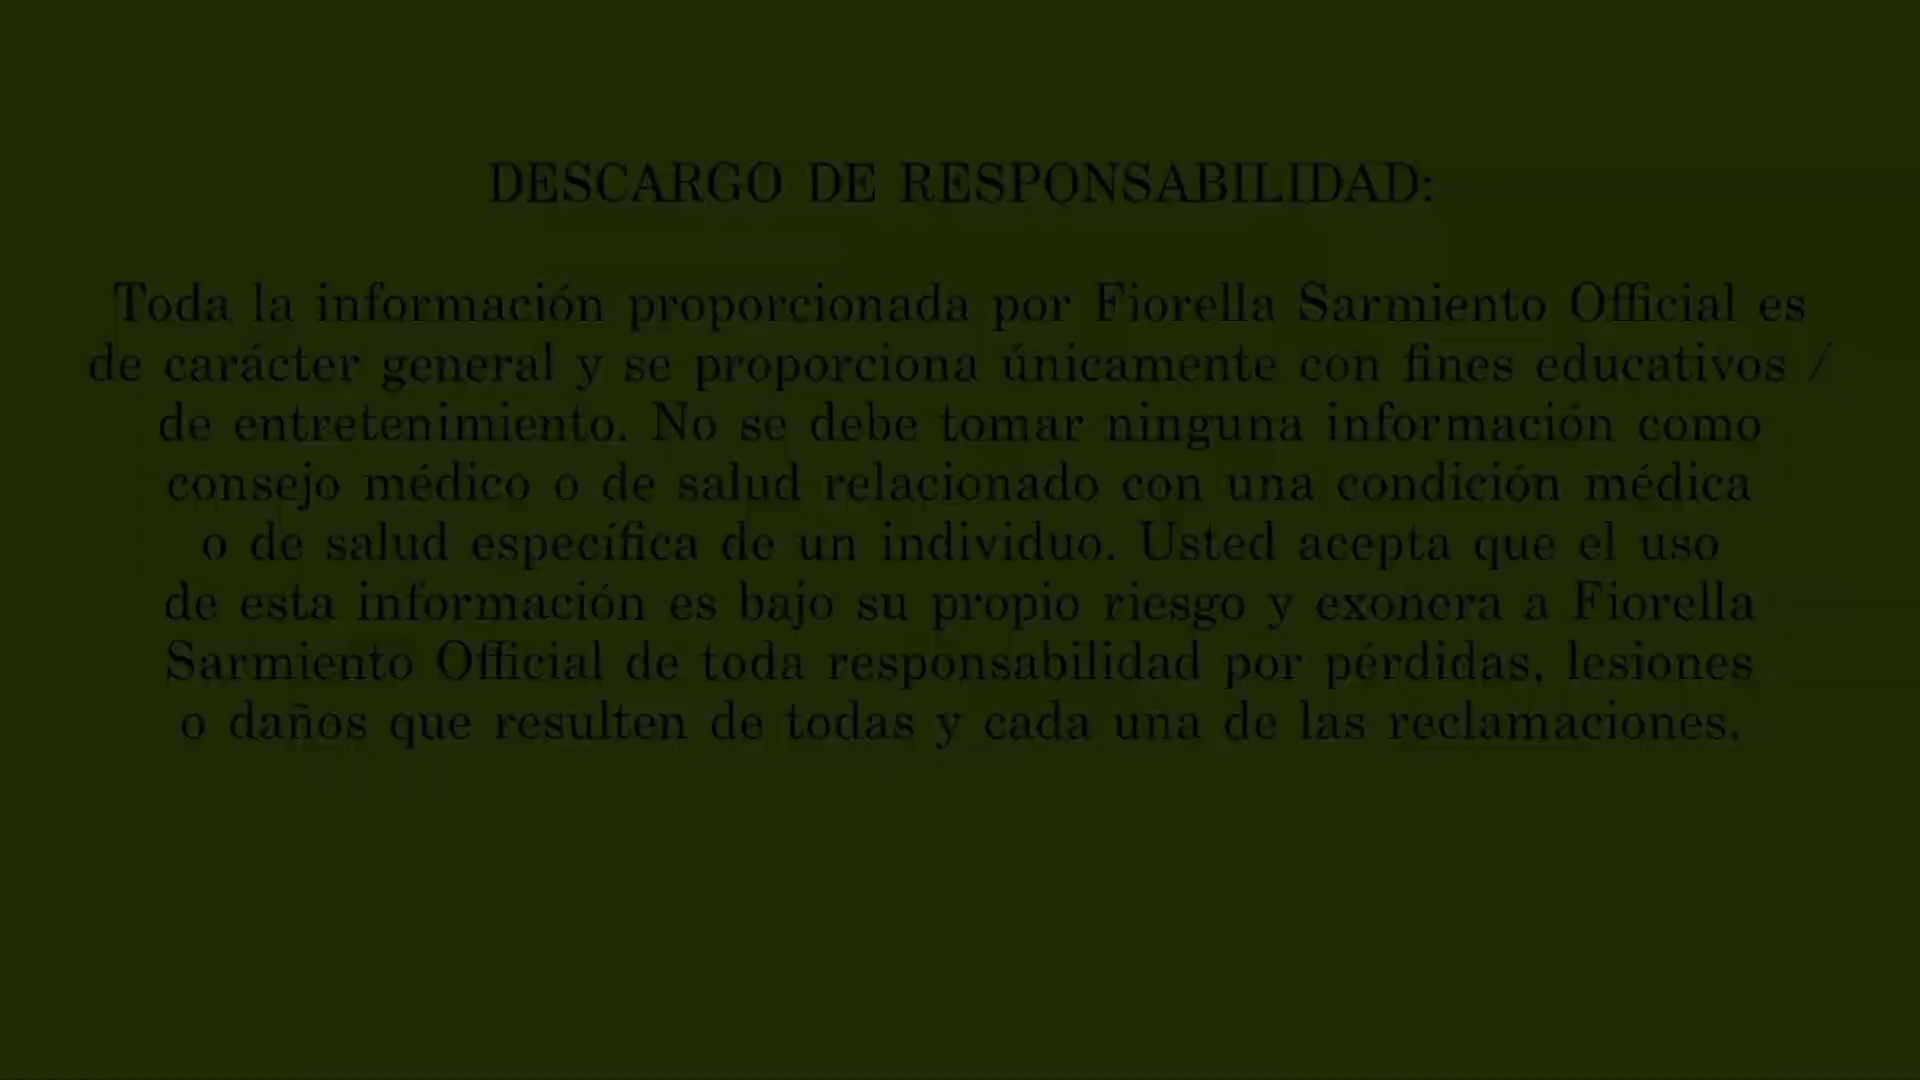 DESCARGO DE RESPONSABILIDAD:
Toda la información proporcionada por Fiorella Sarmiento Official es
de carácter general y se proporciona únicamente con fines educativos /
de entretenimiento. No se debe tomar ninguna información como
consejo médico o de salud relacionado con una condición médica
o de salud específica de un individuo. Usted acepta que el uso
de esta información es bajo su propio riesgo y exonera a Fiorella
Sarmiento Official de toda responsabilidad por pérdidas, lesiones
o daños que resulten de todas y cada una de las reclamaciones.